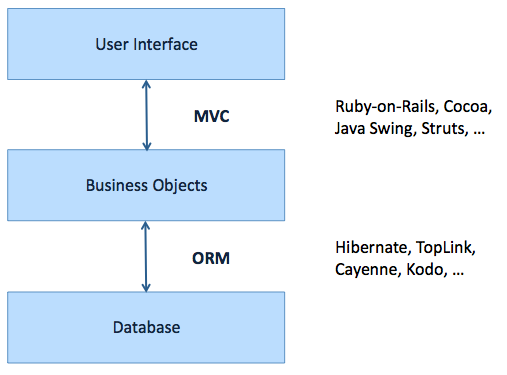 User Interface
MVC
Ruby-on-Rails, Cocoa,
Java Swing, Struts, ...
Business Objects
ORM
Hibernate, TopLink,
Cayenne, Kodo, ...
Database